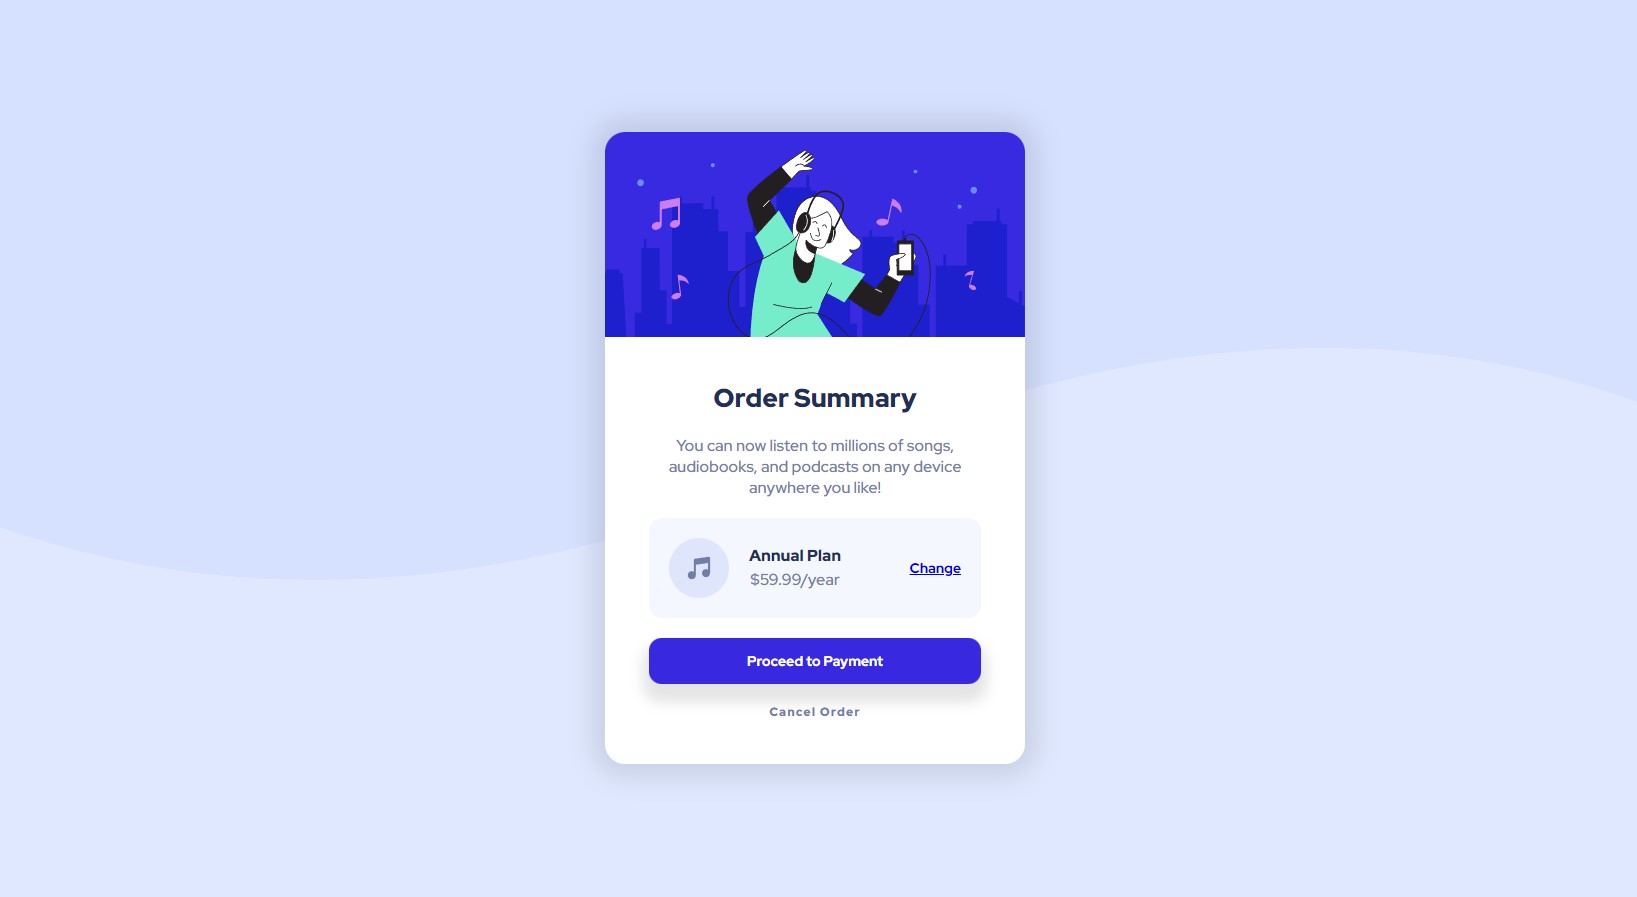 Order Summary
You can now listen to millions of songs,
audiobooks, and podcasts on any device
anywhere you like!
Annual Plan
$59.99/year
Change
Proceed to Payment
Cancel Order